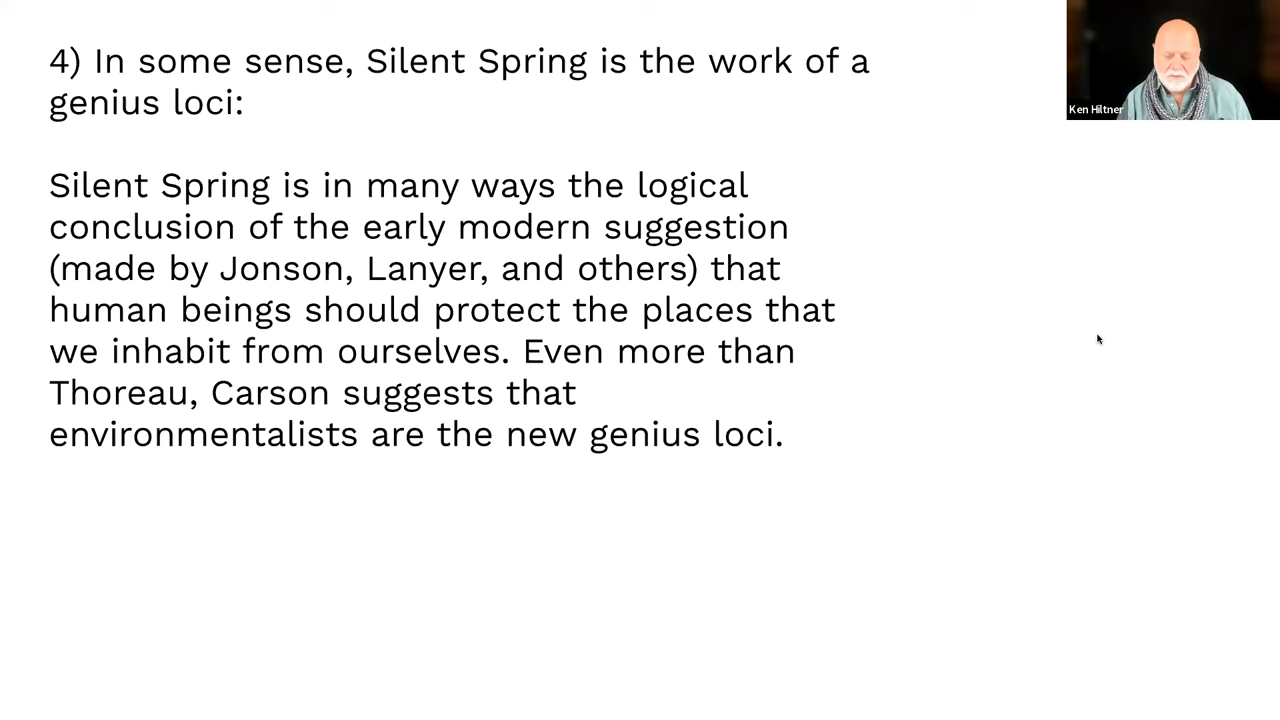 4) In some sense, Silent Spring is the work of a
genius loci:
Silent Spring is in many ways the logical
conclusion of the early modern suggestion
(made by Jonson, Lanyer, and others) that
human beings should protect the places that
we inhabit from ourselves. Even more than
Thoreau, Carson suggests that
environmentalists are the new genius loci.
Ken Hiltner